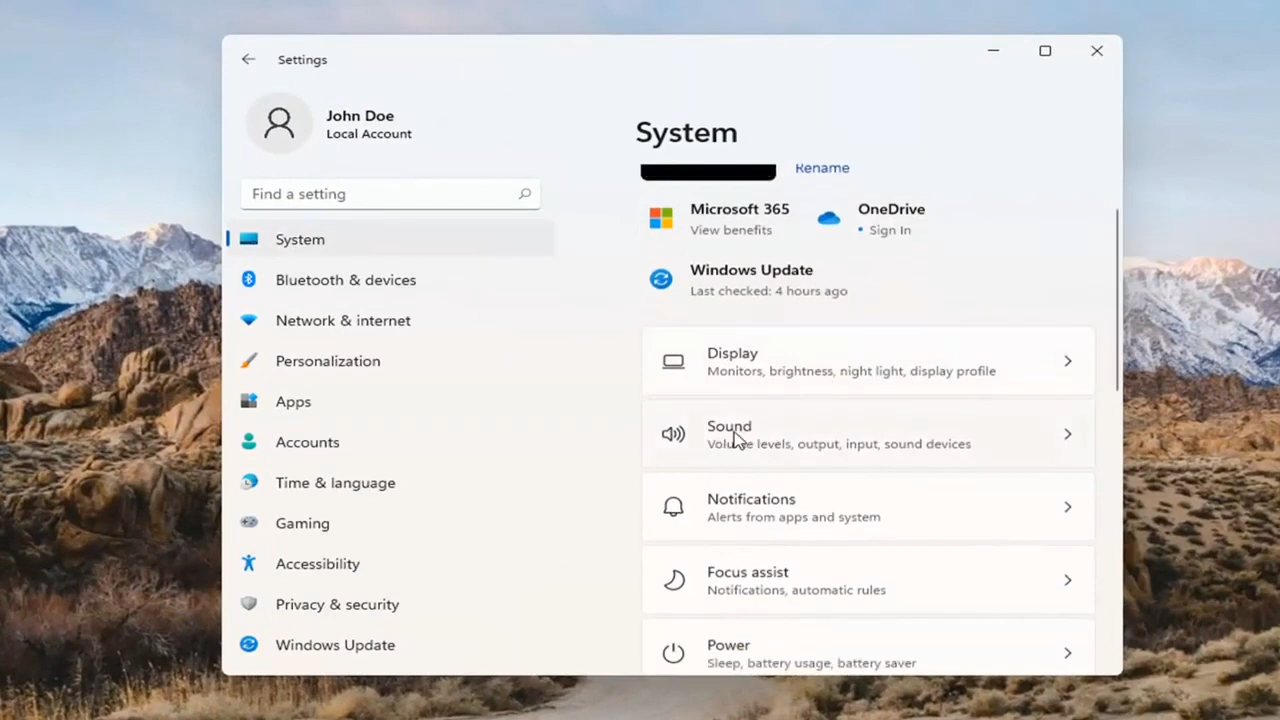 Settings
John Doe
Local Account
Find a setting
System
Bluetooth & devices
Network & internet
Personalization
Apps
Accounts
Time & language
Gaming
Accessibility
Privacy & security
Windows Update
System
Rename
Microsoft 365
View benefits
OneDrive
• Sign In
Windows Update
Last checked: 4 hours ago
Display
Monitors, brightness, night light, display profile
Sound
Volume levels, output, input, sound devices
Notifications
Alerts from apps and system
Focus assist
Notifications, automatic rules
Power
Sleep, battery usage, battery saver